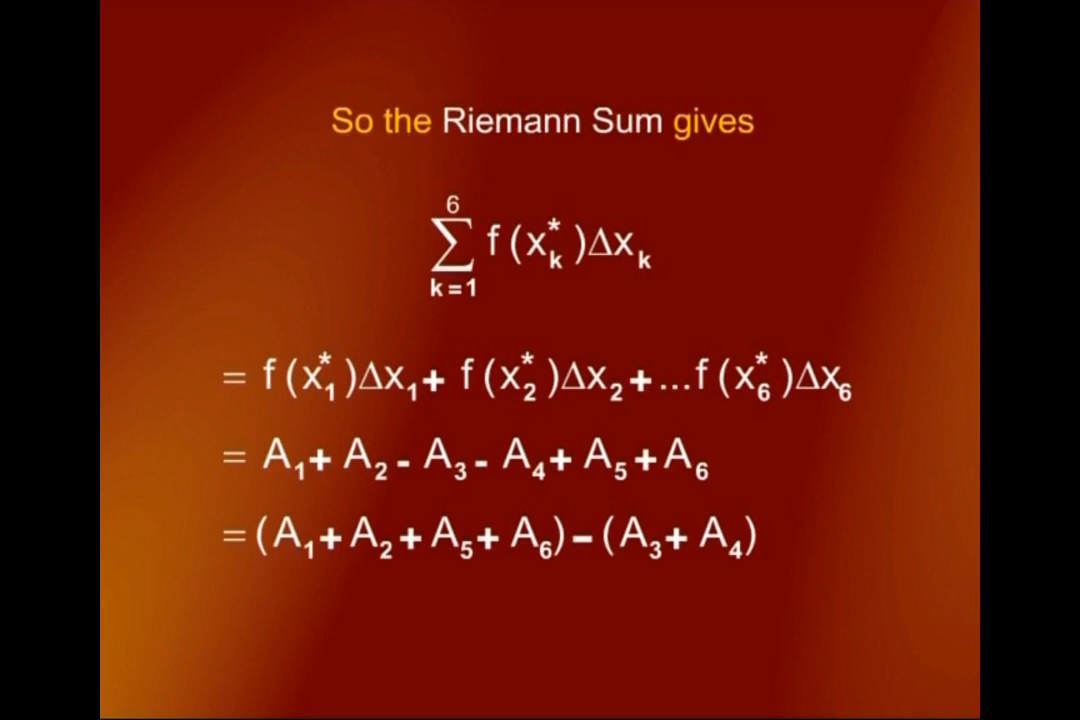 So the Riemann Sum gives
6
∑ f (x*k )Δxk
k=1
= f (x*1 )Δx1+ f (x*2 )Δx2+...f (x*6 )Δx6
= A1+ A2 - A3- A4+ A5 +A6
= (A1+ A2+ A5+ A6) - (A3+ A4)